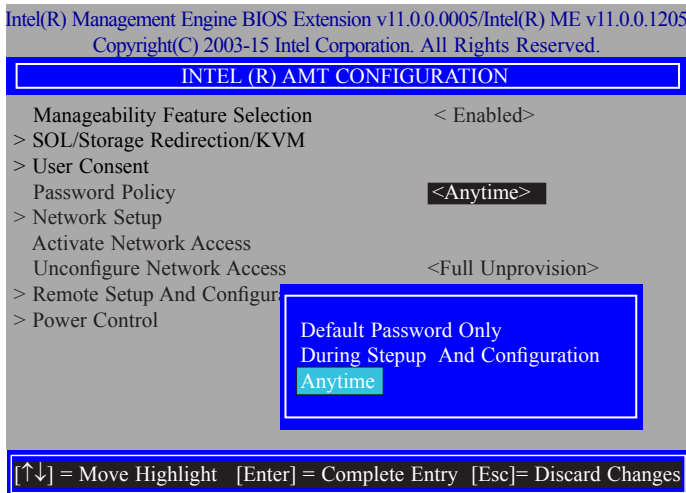 Intel(R) Management Engine BIOS Extension v11.0.0.0005/Intel(R) ME v11.0.0.1205
Copyright(C) 2003-15 Intel Corporation. All Rights Reserved.
INTEL (R) AMT CONFIGURATION
Manageability Feature Selection < Enabled>
> SOL/Storage Redirection/KVM
> User Consent
Password Policy <Anytime>
> Network Setup
Activate Network Access
Unconfigure Network Access <Full Unprovision>
> Remote Setup And Configura
> Power Control
Default Password Only
During Stepup And Configuration
Anytime
[↑↓] = Move Highlight [Enter] = Complete Entry [Esc]= Discard Changes